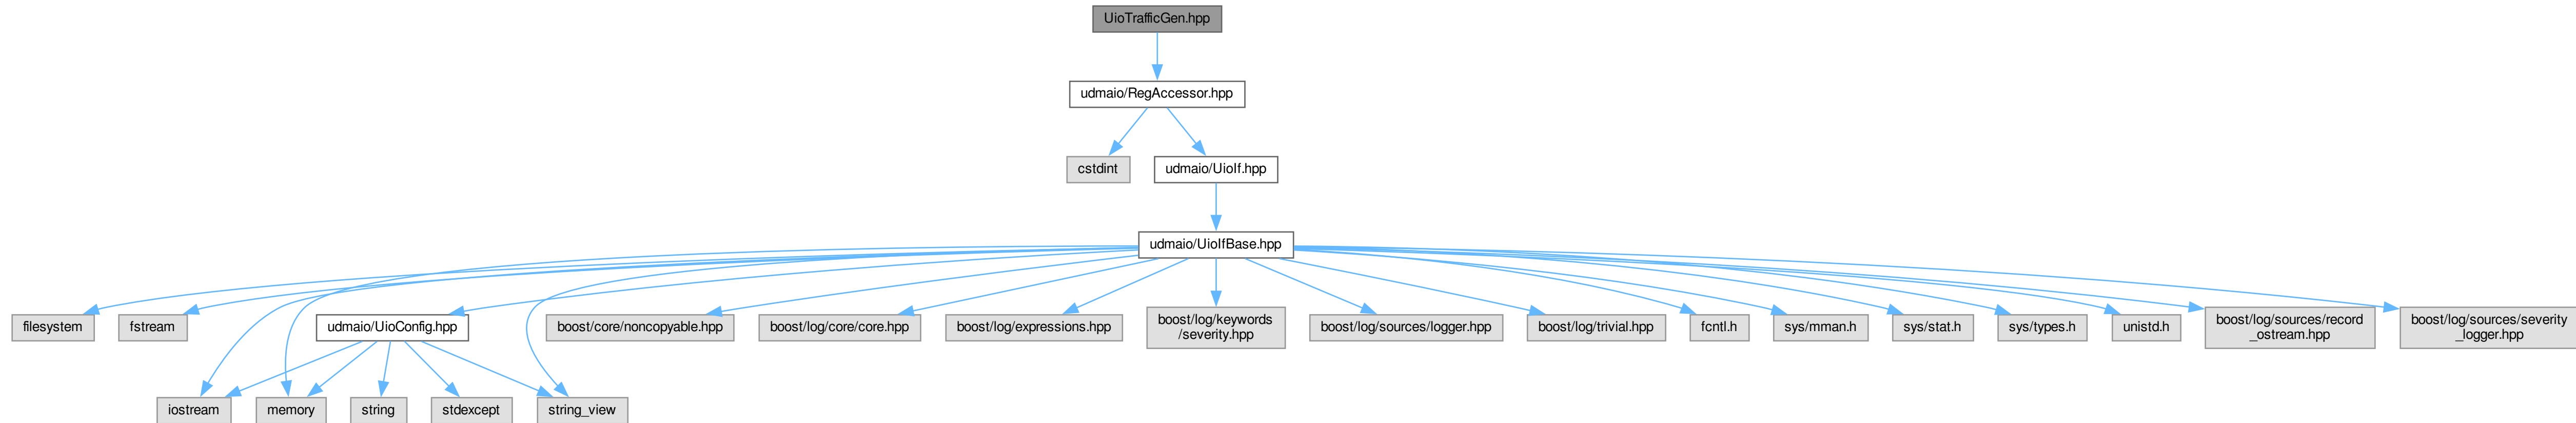 UioTrafficGen.hpp
udmaio/RegAccessor.hpp
cstdint
udmaio/UioIf.hpp
udmaio/UioIfBase.hpp
filesystem
fstream
udmaio/UioConfig.hpp
boost/core/noncopyable.hpp
boost/log/core/core.hpp
boost/log/expressions.hpp
boost/log/keywords
/severity.hpp
boost/log/sources/logger.hpp
boost/log/trivial.hpp
fcntl.h
sys/mman.h
sys/stat.h
sys/types.h
unistd.h
boost/log/sources/record
_ostream.hpp
boost/log/sources/severity
_logger.hpp
iostream
memory
string
stdexcept
string_view